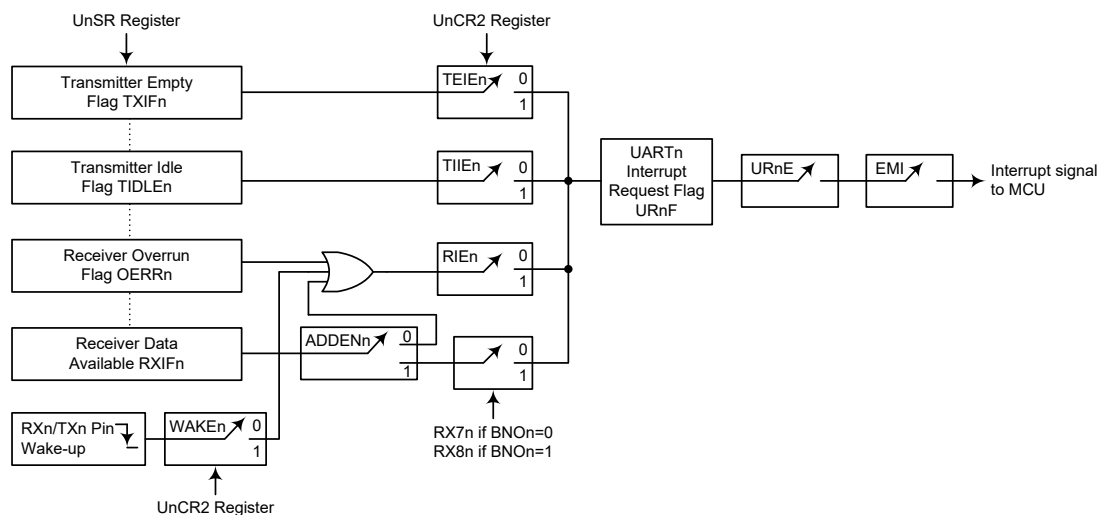 UnSR Register
UnCR2 Register
Transmitter Empty
Flag TXIFn
TEIEn
0
1
Transmitter Idle
Flag TIDLEn
TIIEn
0
1
UARTn
Interrupt
Request Flag
URnF
URnE
EMI
Interrupt signal
to MCU
Receiver Overrun
Flag OERRn
RIEn
0
1
Receiver Data
Available RXIFn
ADDENn
0
1
0
1
RX7n if BNOn=0
RX8n if BNOn=1
RXn/TXn Pin
Wake-up
WAKEn
0
1
UnCR2 Register